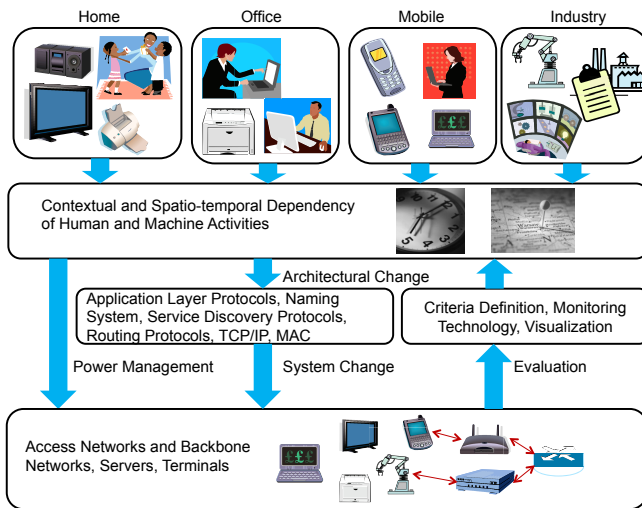 Home
Office
Mobile
Industry
£££
Contextual and Spatio-temporal Dependency
of Human and Machine Activities
Architectural Change
Application Layer Protocols, Naming
System, Service Discovery Protocols,
Routing Protocols, TCP/IP, MAC
Criteria Definition, Monitoring
Technology, Visualization
Power Management
System Change
Evaluation
Access Networks and Backbone
Networks, Servers, Terminals
£££